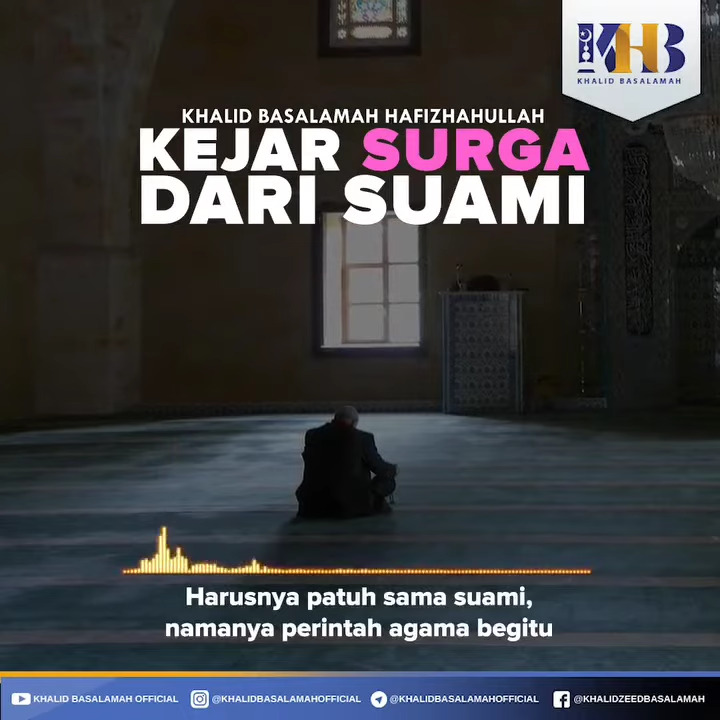 KHB
KHALID BASALAMAH
KHALID BASALAMAH HAFIZHAHULLAH
KEJAR SURGA
DARI SUAMI
Harusnya patuh sama suami,
namanya perintah agama begitu
KHALID BASALAMAH OFFICIAL @KHALIDBASALAMAHOFFICIAL @KHALIDBASALAMAHOFFICIAL @KHALIDZEEDBASALAMAH